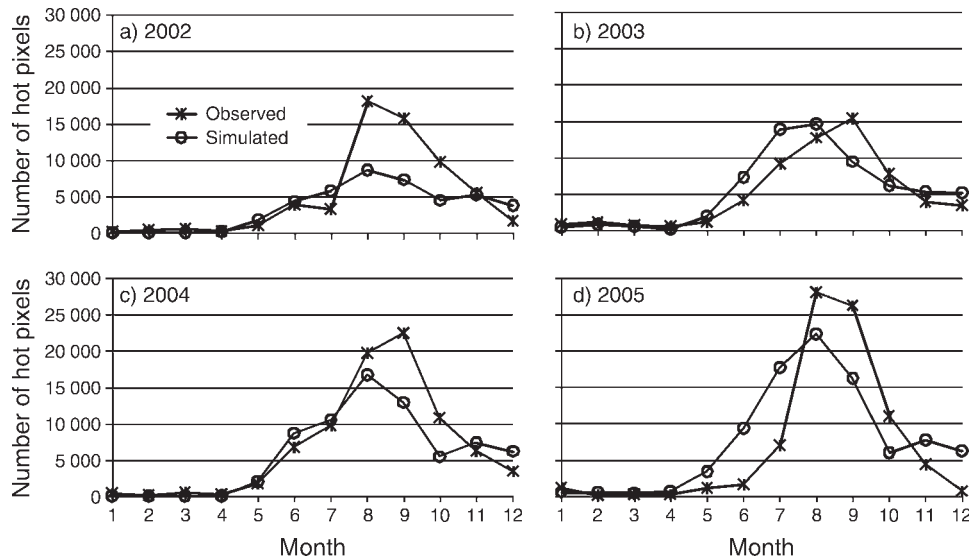 Number of hot pixels
30 000
25 000
20 000
15 000
10 000
5 000
0
a) 2002
Observed
Simulated
1 2 3 4 5 6 7 8 9 10 11 12
b) 2003
1 2 3 4 5 6 7 8 9 10 11 12
Number of hot pixels
30 000
25 000
20 000
15 000
10 000
5 000
0
c) 2004
1 2 3 4 5 6 7 8 9 10 11 12
Month
d) 2005
1 2 3 4 5 6 7 8 9 10 11 12
Month